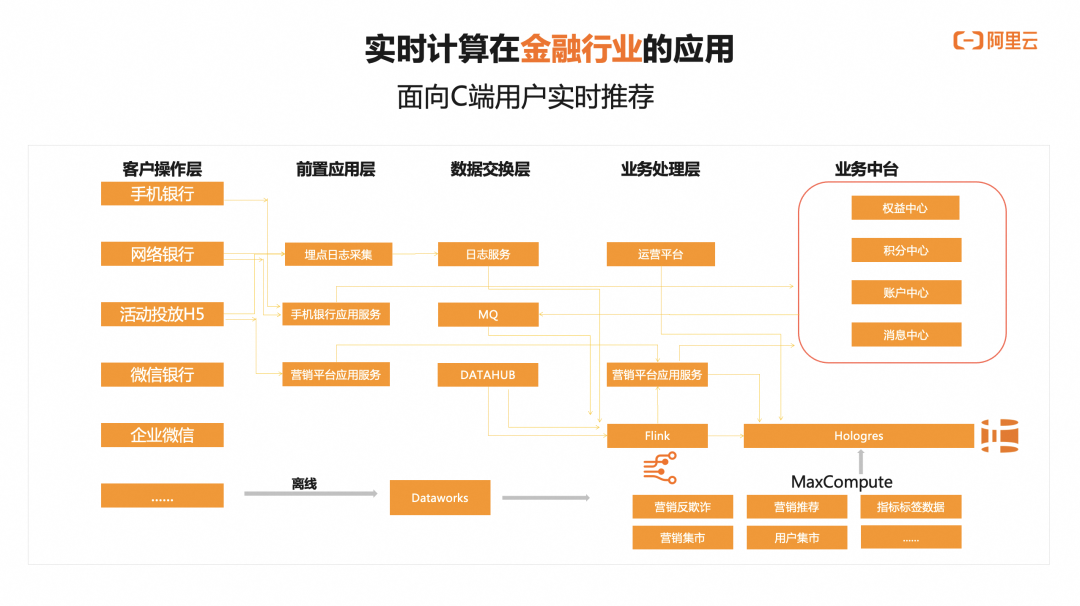 实时计算在金融行业的应用
阿里云
面向C端用户实时推荐
客户操作层
前置应用层
数据交换层
业务处理层
业务中台
手机银行
网络银行
活动投放H5
微信银行
企业微信
......
埋点日志采集
手机银行应用服务
营销平台应用服务
日志服务
MQ
DATAHUB
运营平台
营销平台应用服务
Flink
权益中心
积分中心
账户中心
消息中心
Hologres
离线
Dataworks
MaxCompute
营销反欺诈
营销推荐
指标标签数据
营销集市
用户集市
......